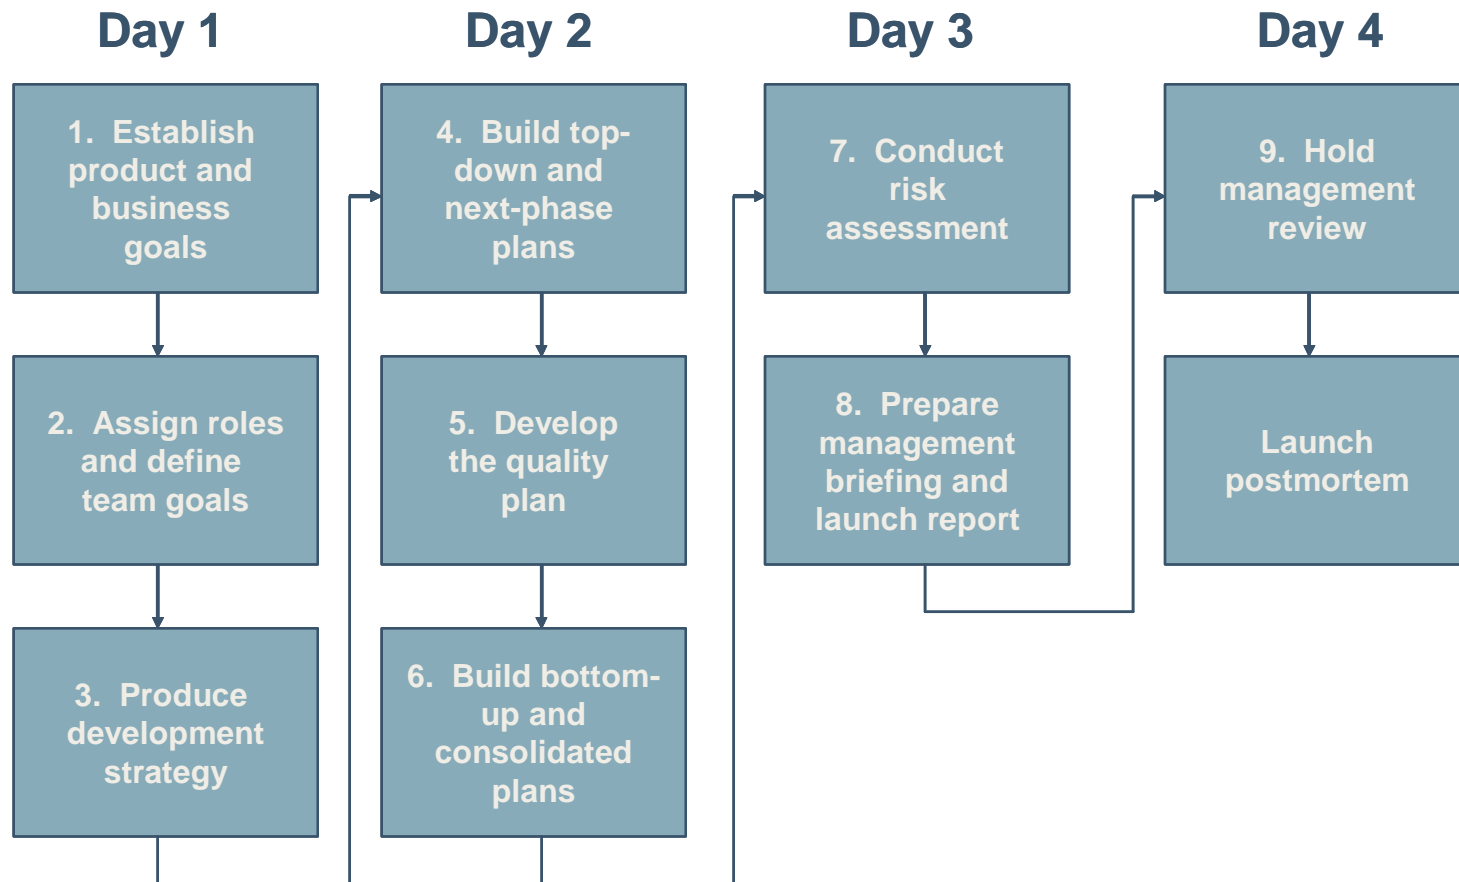 Day 1
1. Establish
product and
business
goals
2. Assign roles
and define
team goals
3. Produce
development
strategy
Day 2
4. Build top-
down and
next-phase
plans
5. Develop
the quality
plan
6. Build bottom-
up and
consolidated
plans
Day 3
7. Conduct
risk
assessment
8. Prepare
management
briefing and
launch report
Day 4
9. Hold
management
review
Launch
postmortem